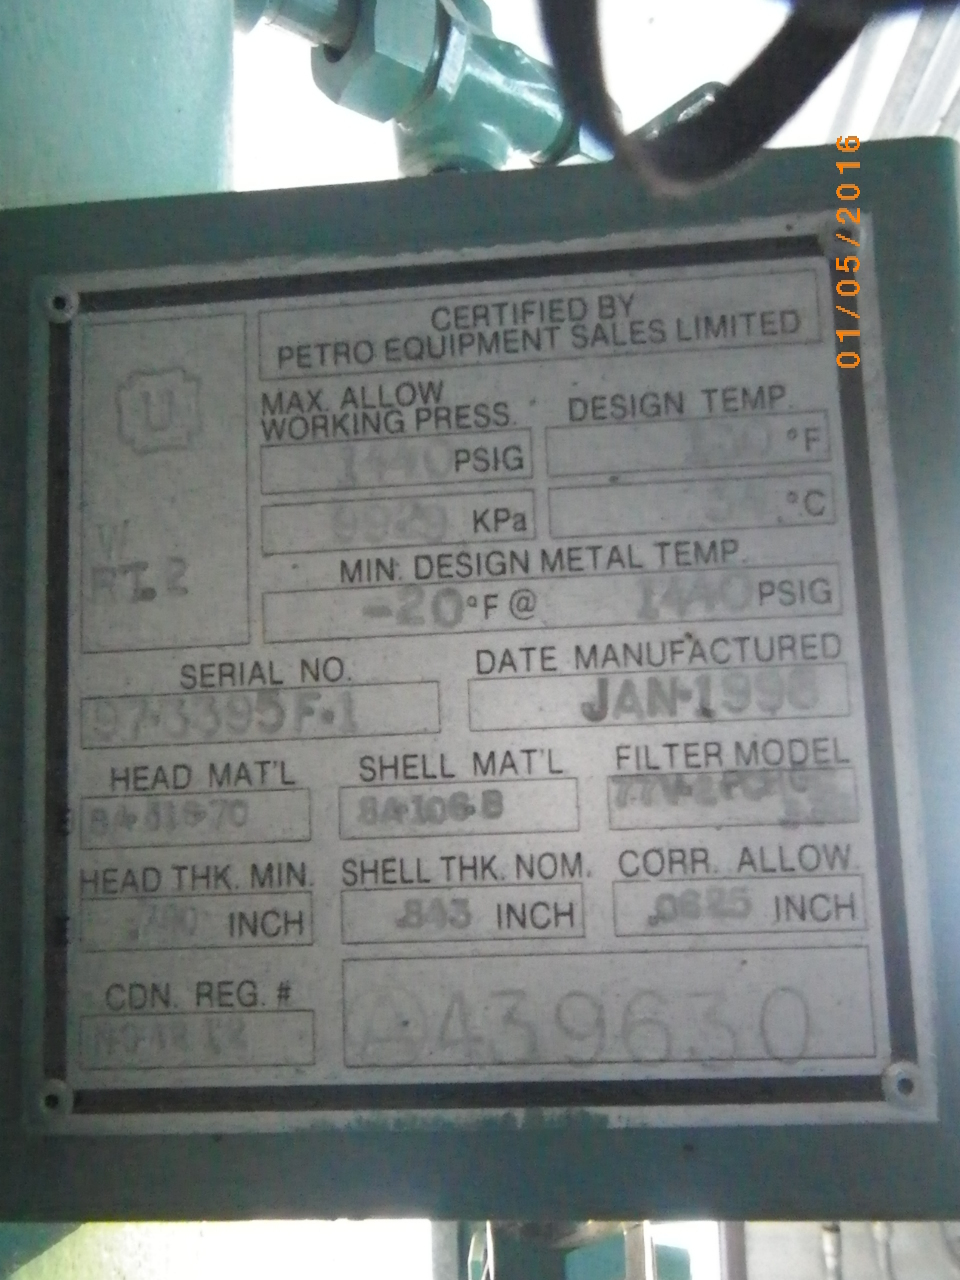 01/05/2016
CERTIFIED BY
PETRO EQUIPMENT SALES LIMITED
U
W
RT.2
MAX. ALLOW
WORKING PRESS.
1440 PSIG
KPa
DESIGN TEMP.
°F
°C
MIN. DESIGN METAL TEMP.
-20 °F @ 1440 PSIG
SERIAL NO.
97-3395F-1
DATE MANUFACTURED
JAN-1998
HEAD MAT'L
SHELL MAT'L
SA-106-B
FILTER MODEL
HEAD THK. MIN.
INCH
SHELL THK. NOM.
.843 INCH
CORR. ALLOW
.0625 INCH
CDN. REG. #
A439630